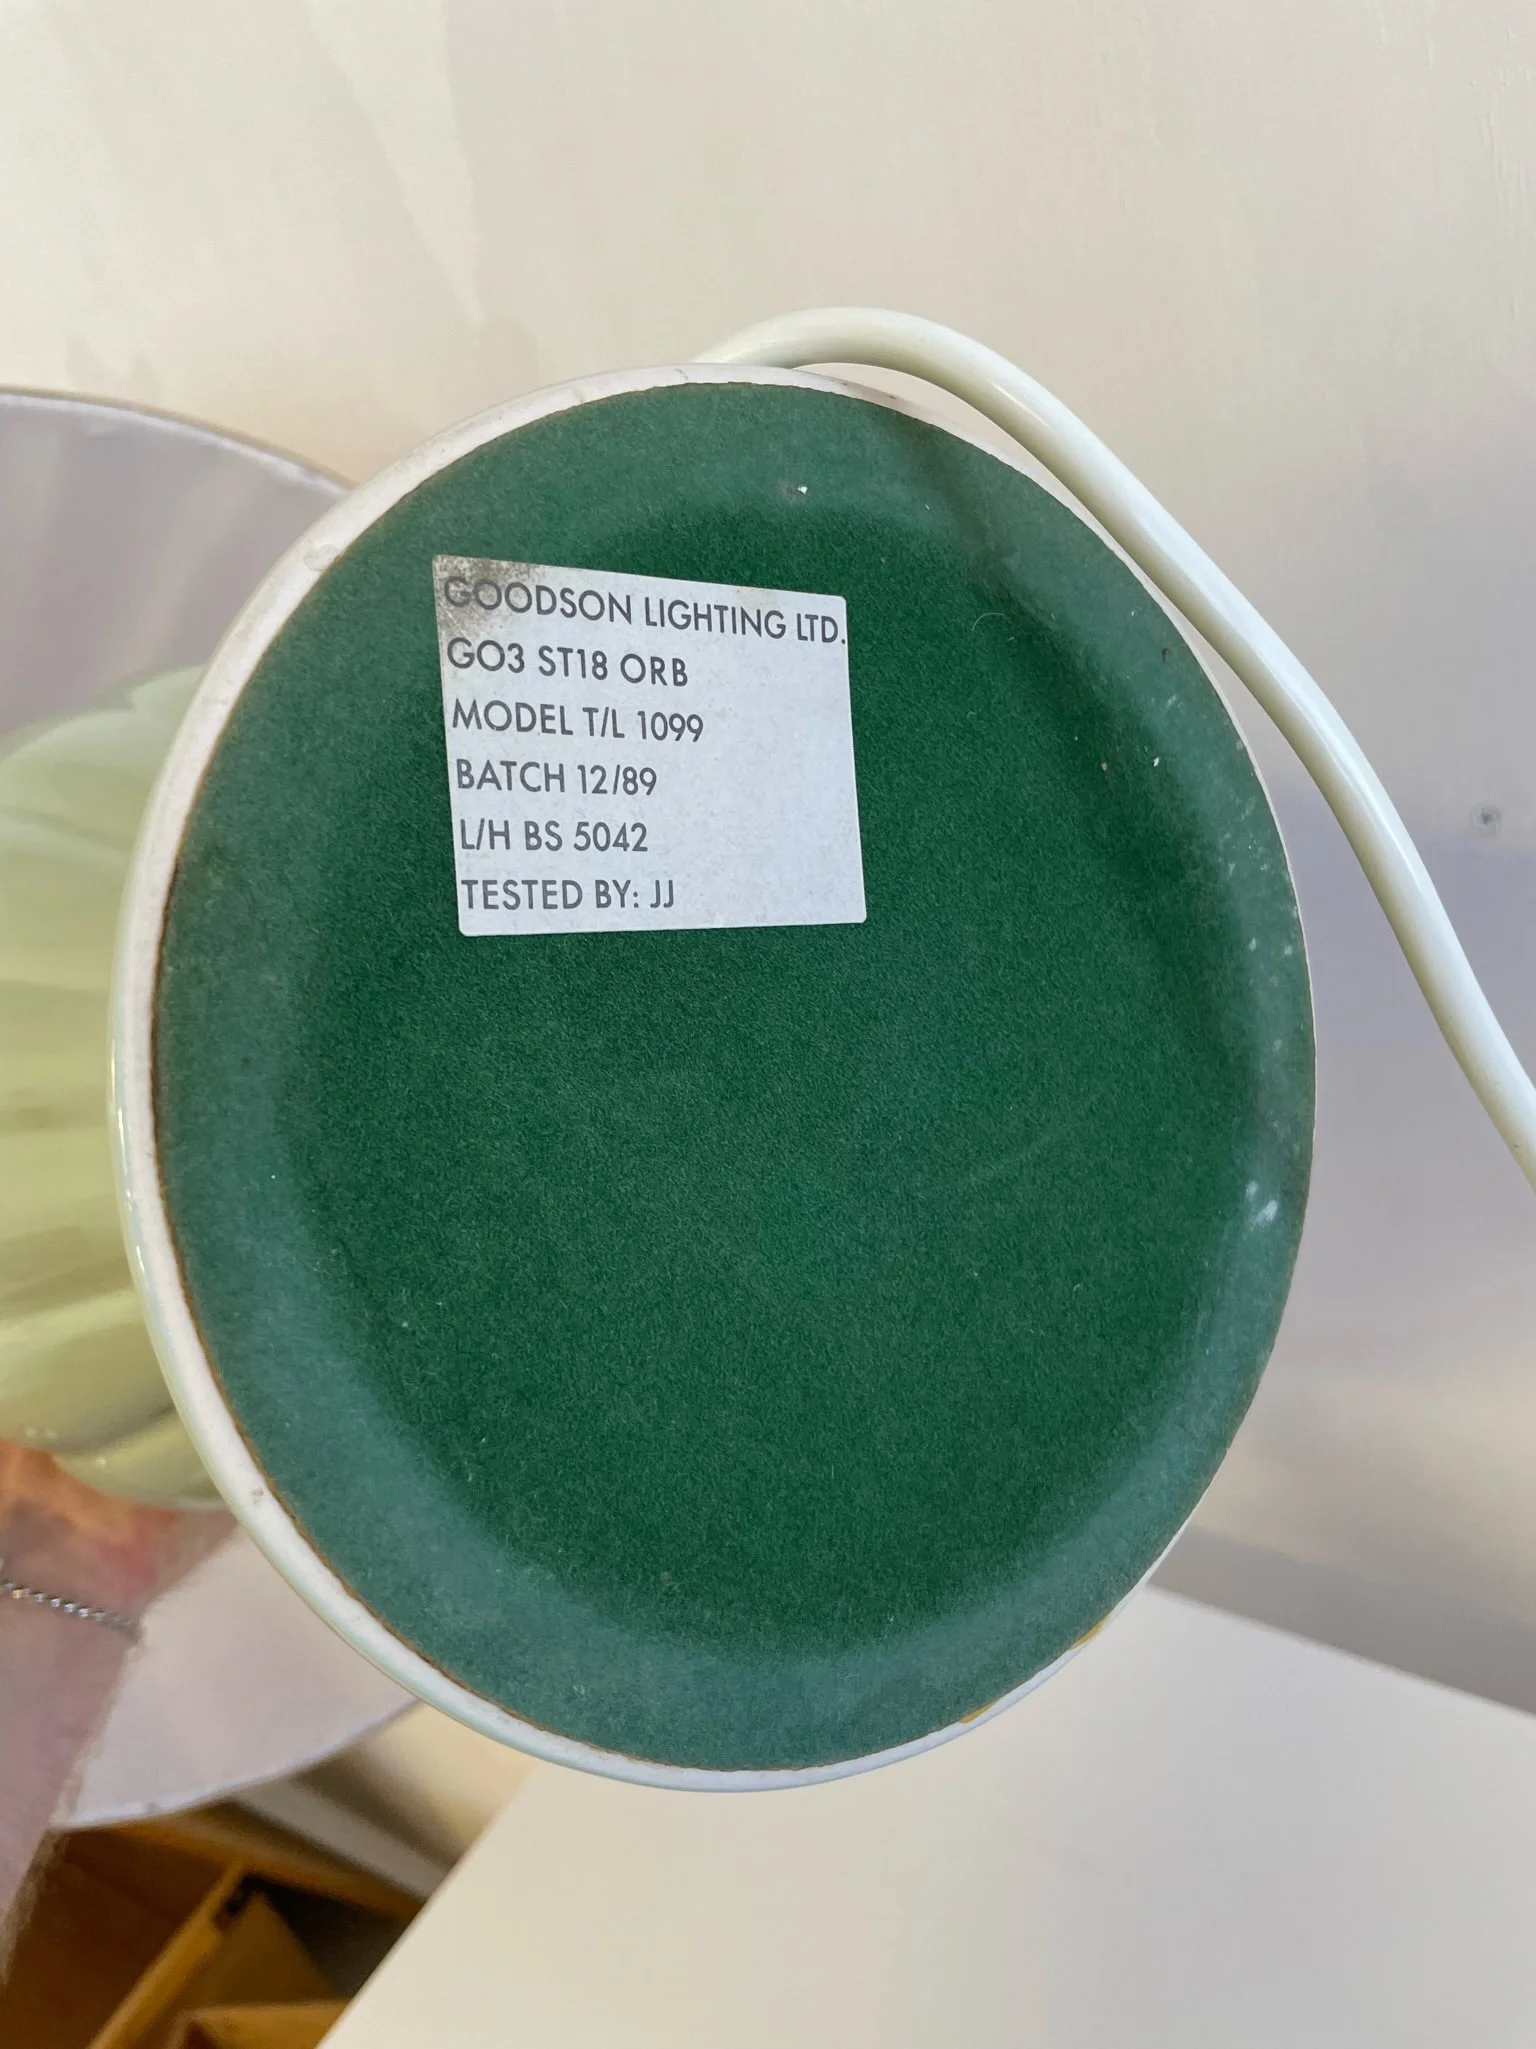 GOODSON LIGHTING LTD.
GO3 ST18 ORB
MODEL T/L 1099
BATCH 12/89
L/H BS 5042
TESTED BY: JJ